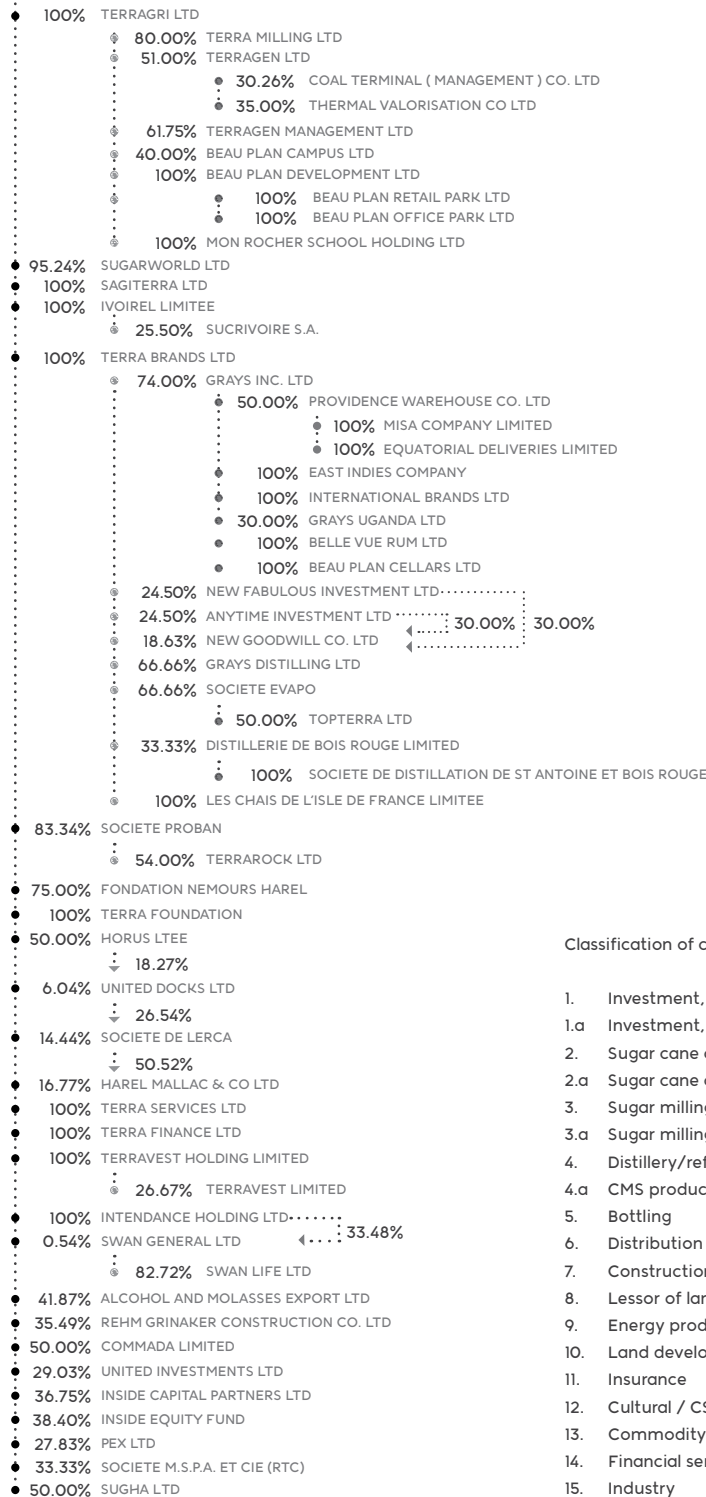 100% TERRAGRI LTD
80.00% TERRA MILLING LTD
51.00% TERRAGEN LTD
30.26% COAL TERMINAL ( MANAGEMENT ) CO. LTD
35.00% THERMAL VALORISATION CO LTD
61.75% TERRAGEN MANAGEMENT LTD
40.00% BEAU PLAN CAMPUS LTD
100% BEAU PLAN DEVELOPMENT LTD
100% BEAU PLAN RETAIL PARK LTD
100% BEAU PLAN OFFICE PARK LTD
100% MON ROCHER SCHOOL HOLDING LTD
95.24% SUGARWORLD LTD
100% SAGITERRA LTD
100% IVOIREL LIMITEE
25.50% SUCRIVOIRE S.A.
100% TERRA BRANDS LTD
74.00% GRAYS INC. LTD
50.00% PROVIDENCE WAREHOUSE CO. LTD
100% MISA COMPANY LIMITED
100% EQUATORIAL DELIVERIES LIMITED
100% EAST INDIES COMPANY
100% INTERNATIONAL BRANDS LTD
30.00% GRAYS UGANDA LTD
100% BELLE VUE RUM LTD
100% BEAU PLAN CELLARS LTD
24.50% NEW FABULOUS INVESTMENT LTD
24.50% ANYTIME INVESTMENT LTD
30.00% 30.00%
18.63% NEW GOODWILL CO. LTD
66.66% GRAYS DISTILLING LTD
66.66% SOCIETE EVAPO
50.00% TOPTERRA LTD
33.33% DISTILLERIE DE BOIS ROUGE LIMITED
100% SOCIETE DE DISTILLATION DE ST ANTOINE ET BOIS ROUGE
100% LES CHAIS DE L'ISLE DE FRANCE LIMITEE
83.34% SOCIETE PROBAN
54.00% TERRAROCK LTD
75.00% FONDATION NEMOURS HAREL
100% TERRA FOUNDATION
50.00% HORUS LTEE
18.27%
6.04% UNITED DOCKS LTD
26.54%
14.44% SOCIETE DE LERCA
50.52%
16.77% HAREL MALLAC & CO LTD
100% TERRA SERVICES LTD
100% TERRA FINANCE LTD
100% TERRAVEST HOLDING LIMITED
26.67% TERRAVEST LIMITED
100% INTENDANCE HOLDING LTD
33.48%
0.54% SWAN GENERAL LTD
82.72% SWAN LIFE LTD
41.87% ALCOHOL AND MOLASSES EXPORT LTD
35.49% REHM GRINAKER CONSTRUCTION CO. LTD
50.00% COMMADA LIMITED
29.03% UNITED INVESTMENTS LTD
36.75% INSIDE CAPITAL PARTNERS LTD
38.40% INSIDE EQUITY FUND
27.83% PEX LTD
33.33% SOCIETE M.S.P.A. ET CIE (RTC)
50.00% SUGHA LTD
Classification of c
1. Investment,
1.a Investment,
2. Sugar cane
2.a Sugar cane
3. Sugar milling
3.a Sugar milling
4. Distillery/ref
4.a CMS produc
5. Bottling
6. Distribution
7. Construction
8. Lessor of lan
9. Energy prod
10. Land develo
11. Insurance
12. Cultural / CS
13. Commodity
14. Financial ser
15. Industry